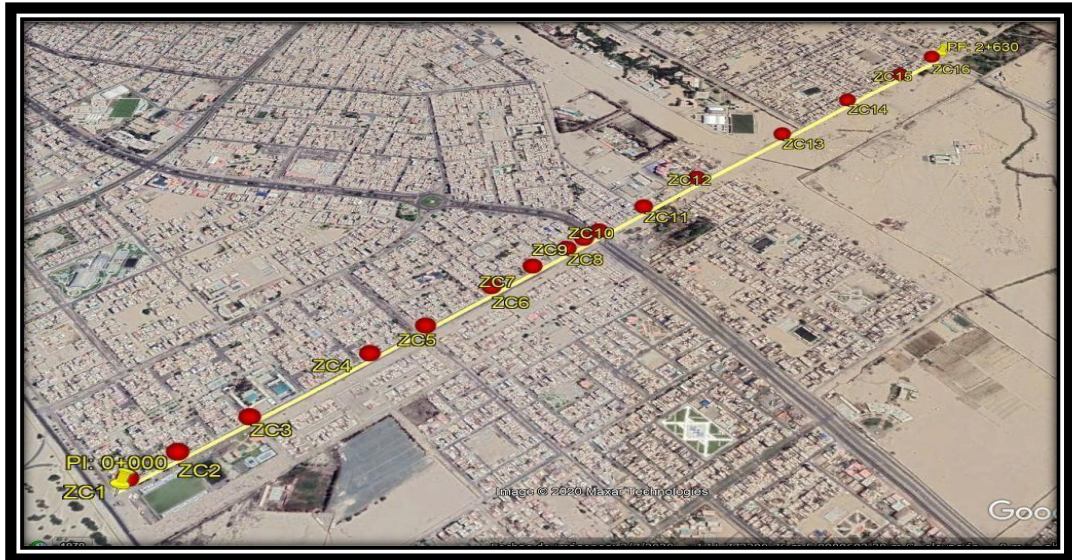 PF: 2+630
ZC16
ZC15
ZC14
ZC13
ZC12
ZC11
ZC10
ZC9
ZC8
ZC7
ZC6
ZC5
ZC4
ZC3
PI: 0+000
ZC2
ZC1
Image © 2020 Maxar Technologies
Goo